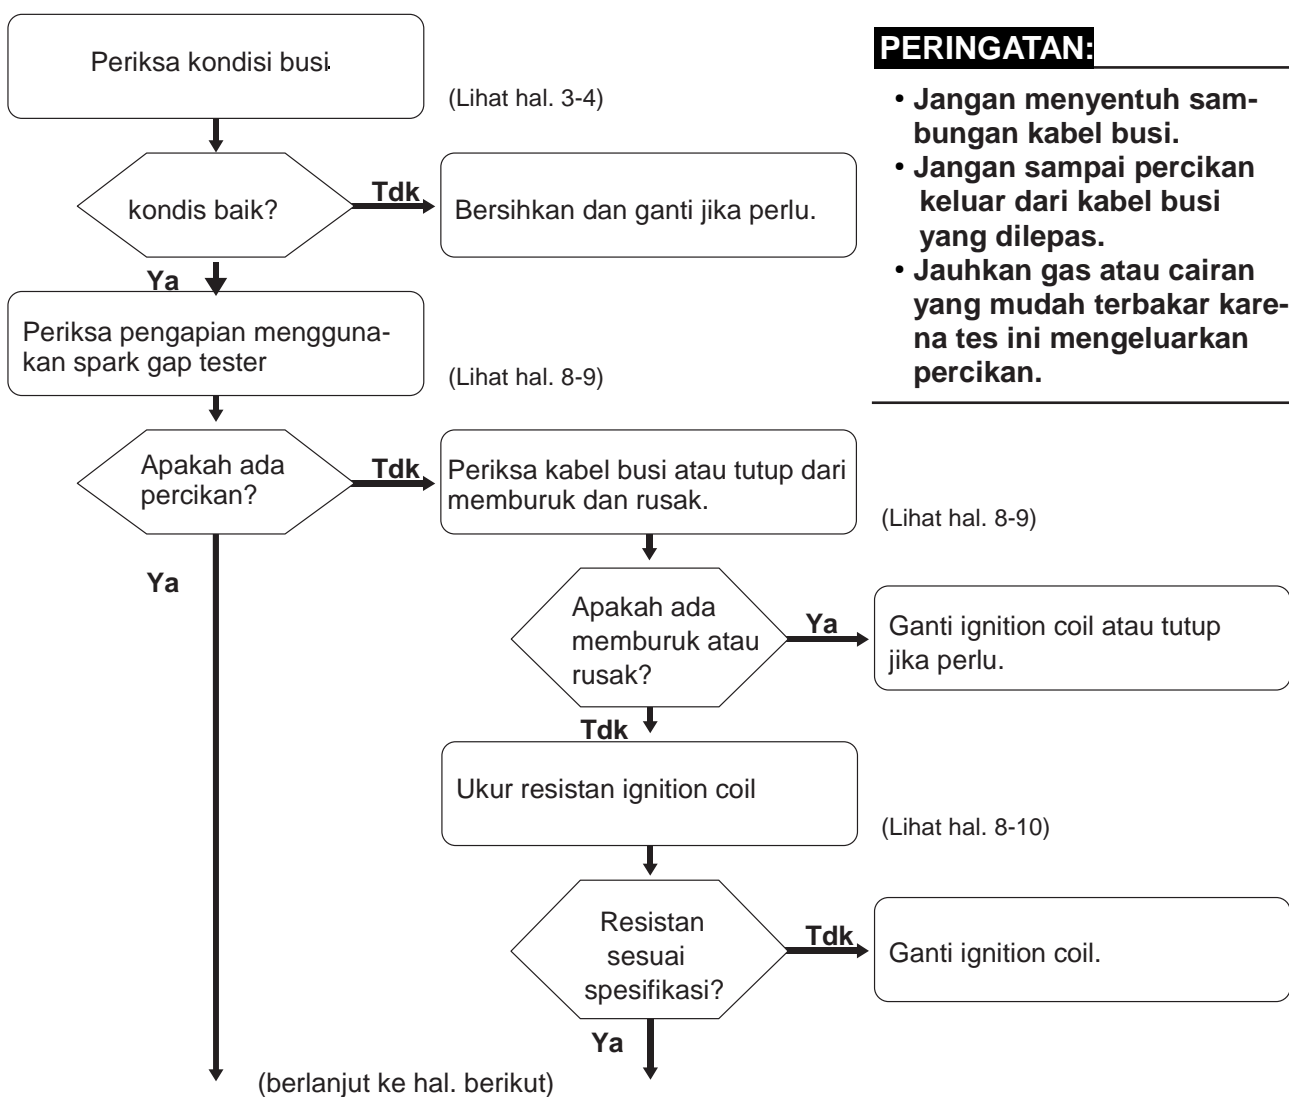 Periksa kondisi busi.
(Lihat hal. 3-4)
kondis baik?
Tdk
Bersihkan dan ganti jika perlu.
Ya
Periksa pengapian mengguna-
kan spark gap tester
(Lihat hal. 8-9)
Apakah ada
percikan?
Tdk
Periksa kabel busi atau tutup dari
memburuk dan rusak.
(Lihat hal. 8-9)
Ya
Apakah ada
memburuk atau
rusak?
Ya
Ganti ignition coil atau tutup
jika perlu.
Tdk
Ukur resistan ignition coil
(Lihat hal. 8-10)
Resistan
sesuai
spesifikasi?
Tdk
Ganti ignition coil.
Ya
(berlanjut ke hal. berikut)
PERINGATAN:
• Jangan menyentuh sam-
bungan kabel busi.
• Jangan sampai percikan
keluar dari kabel busi
yang dilepas.
• Jauhkan gas atau cairan
yang mudah terbakar kare-
na tes ini mengeluarkan
percikan.